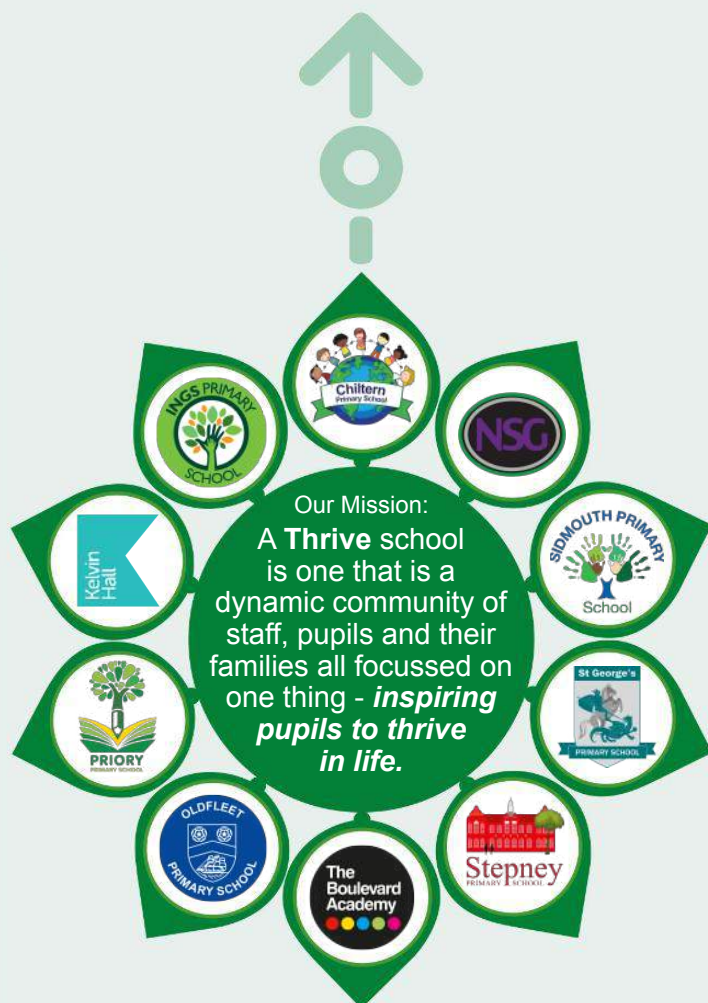 Chiltern
Primary School
INGS PRIMARY
SCHOOL
NSG
Kelvin
Hall
SIDMOUTH PRIMARY
School
Our Mission:
A Thrive school
is one that is a
dynamic community of
staff, pupils and their
families all focussed on
one thing - inspiring
pupils to thrive
in life.
PRIORY
PRIMARY SCHOOL
St George's
PRIMARY SCHOOL
OLDFLEET
PRIMARY SCHOOL
The
Boulevard
Academy
Stepney
PRIMARY SCHOOL